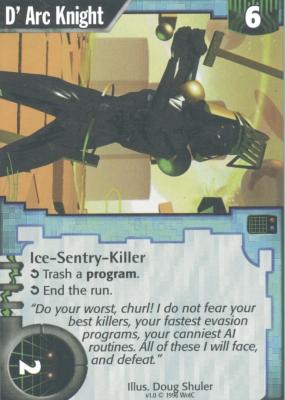 D' Arc Knight
6
Ice-Sentry-Killer
Trash a program.
End the run.
"Do your worst, churl! I do not fear your
best killers, your fastest evasion
programs, your canniest AI
routines. All of these I will face,
and defeat."
2
Illus. Doug Shuler
v1.0 © 1996 WotC